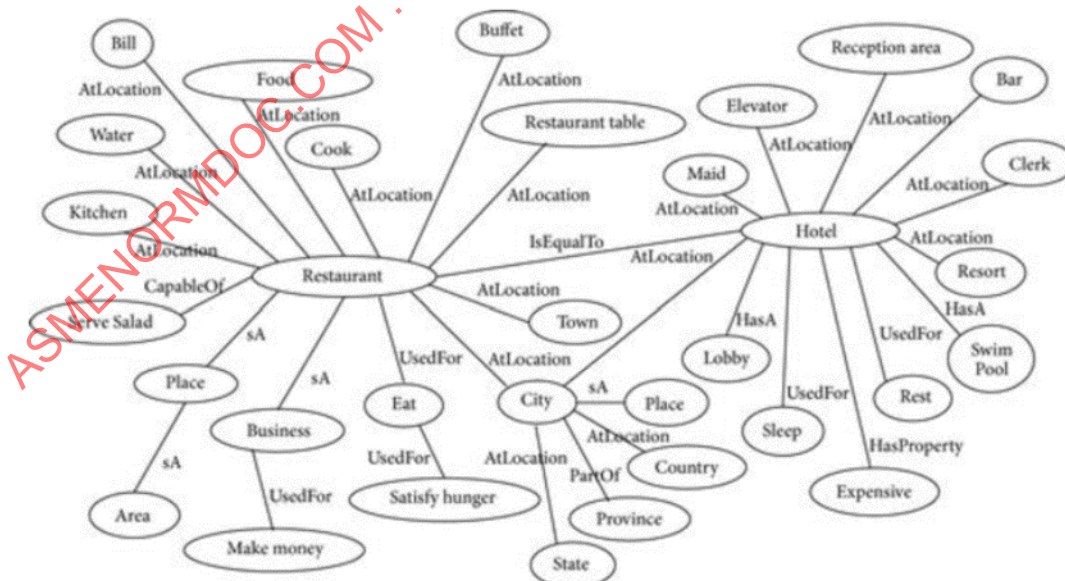 Bill
Buffet
Reception area
Food
AtLocation
AtLocation
Bar
Elevator
AtLocation
AtLocation
Water
Cook
Restaurant table
AtLocation
AtLocation
Clerk
Maid
AtLocation
AtLocation
AtLocation
AtLocation
AtLocation
Kitchen
Hotel
AtLocation
IsEqualTo
AtLocation
AtLocation
Resort
Restaurant
CapableOf
AtLocation
HasA
Serve Salad
Town
HasA
UsedFor
sA
UsedFor
AtLocation
Lobby
Swim
Pool
Place
sA
Eat
City
sA
Place
UsedFor
Rest
Business
AtLocation
Sleep
HasProperty
sA
UsedFor
AtLocation
PartOf
Country
UsedFor
Satisfy hunger
Expensive
Area
Province
Make money
State
ASMENORMDOC.COM .